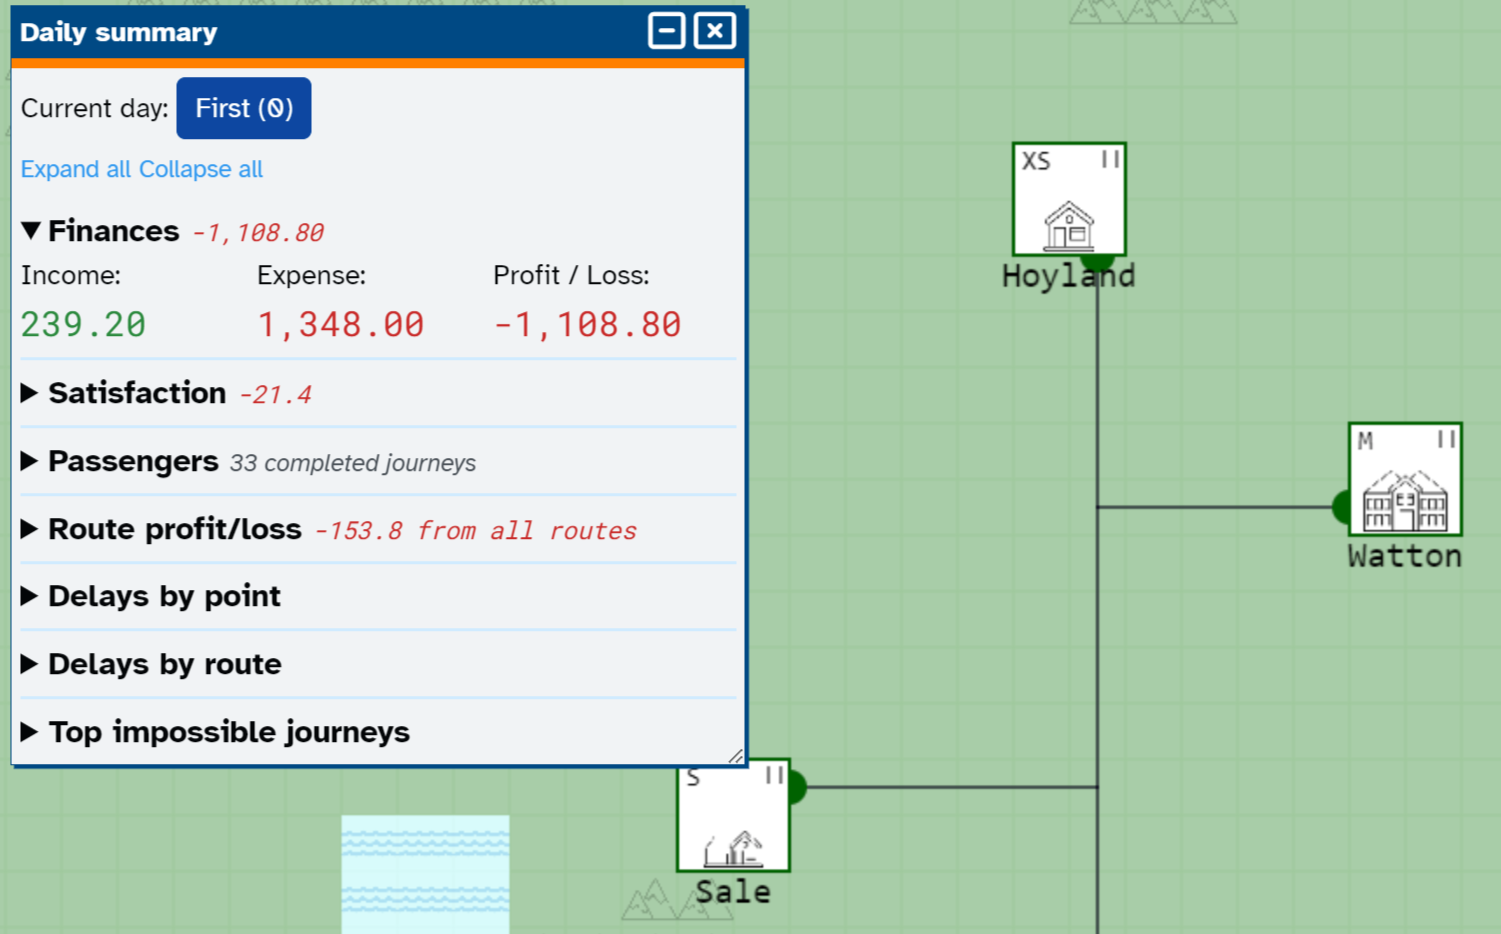 Daily summary
Current day: First (0)
Expand all Collapse all
Finances -1,108.80
Income: Expense: Profit / Loss:
239.20 1,348.00 -1,108.80
Satisfaction -21.4
Passengers 33 completed journeys
Route profit/loss -153.8 from all routes
Delays by point
Delays by route
Top impossible journeys
XS II
Hoyland
M II
Watton
S II
Sale